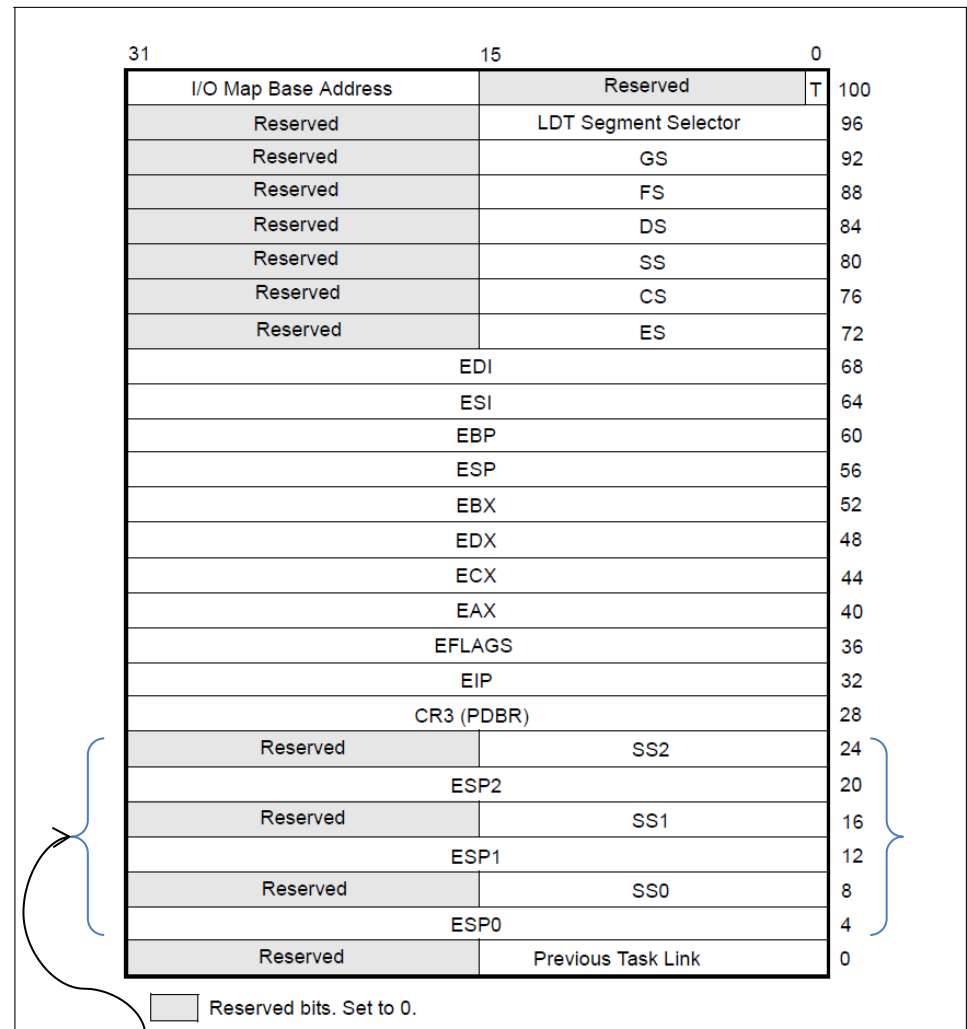 31 15 0
I/O Map Base Address Reserved T 100
Reserved LDT Segment Selector 96
Reserved GS 92
Reserved FS 88
Reserved DS 84
Reserved SS 80
Reserved CS 76
Reserved ES 72
EDI 68
ESI 64
EBP 60
ESP 56
EBX 52
EDX 48
ECX 44
EAX 40
EFLAGS 36
EIP 32
CR3 (PDBR) 28
Reserved SS2 24
ESP2 20
Reserved SS1 16
ESP1 12
Reserved SS0 8
ESP0 4
Reserved Previous Task Link 0
Reserved bits. Set to 0.